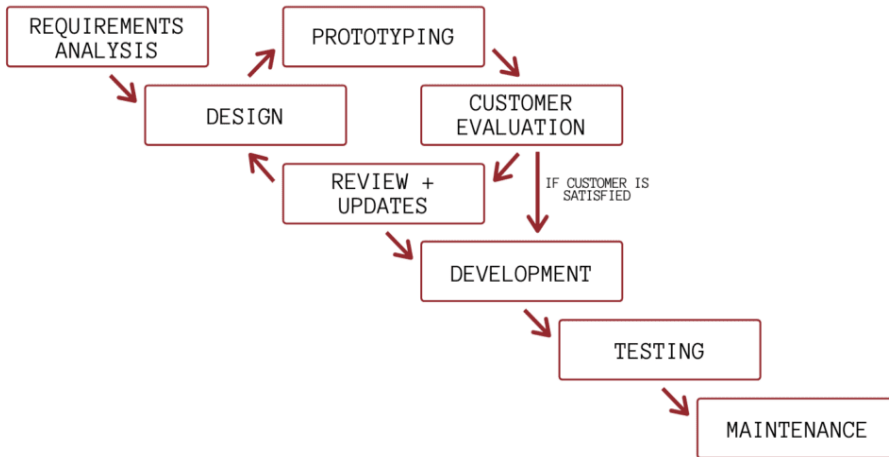 REQUIREMENTS
ANALYSIS
PROTOTYPING
DESIGN
CUSTOMER
EVALUATION
REVIEW +
UPDATES
IF CUSTOMER IS
SATISFIED
DEVELOPMENT
TESTING
MAINTENANCE